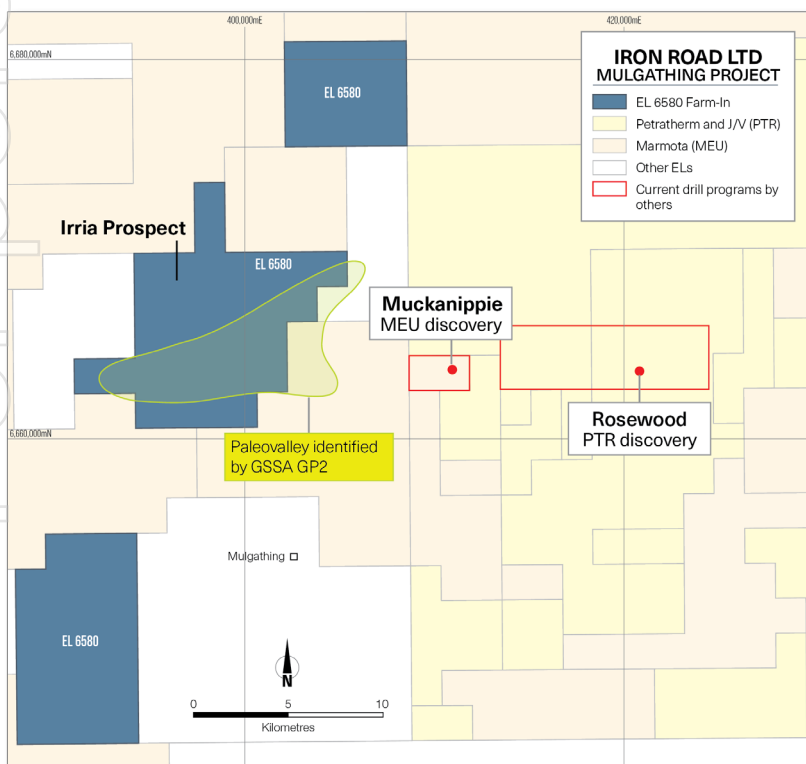 400,000mE
420,000mE
6,680,000mN
IRON ROAD LTD
MULGATHING PROJECT
EL 6580 Farm-In
Petratherm and J/V (PTR)
Marmota (MEU)
Other ELs
Current drill programs by
others
EL 6580
Irria Prospect
EL 6580
Muckanippie
MEU discovery
Rosewood
PTR discovery
6,660,000mN
Paleovalley identified
by GSSA GP2
Mulgathing
EL 6580
N
0 5 10
Kilometres